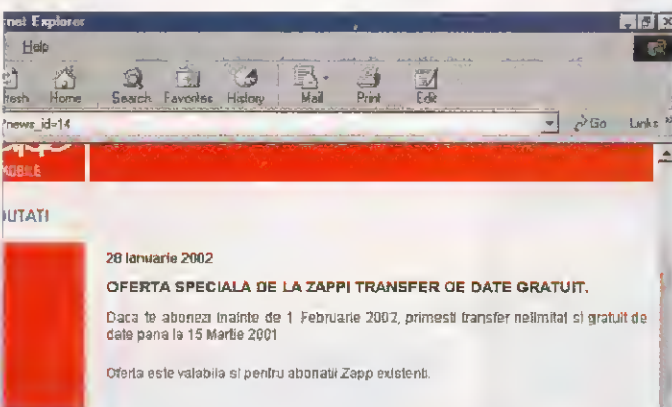 net Explorer
Help
fresh Home Search Favorites History Mail Print Edit
?news_id=14 Go Links »
MOBILE
OUTATI
28 Ianuarie 2002
OFERTA SPECIALA DE LA ZAPP! TRANSFER DE DATE GRATUIT.
Daca te abonezi inainte de 1 Februarie 2002, primesti transfer nelimitat si gratuit de
date pana la 15 Martie 2001
Oferta este valabila si pentru abonatii Zapp existenti.